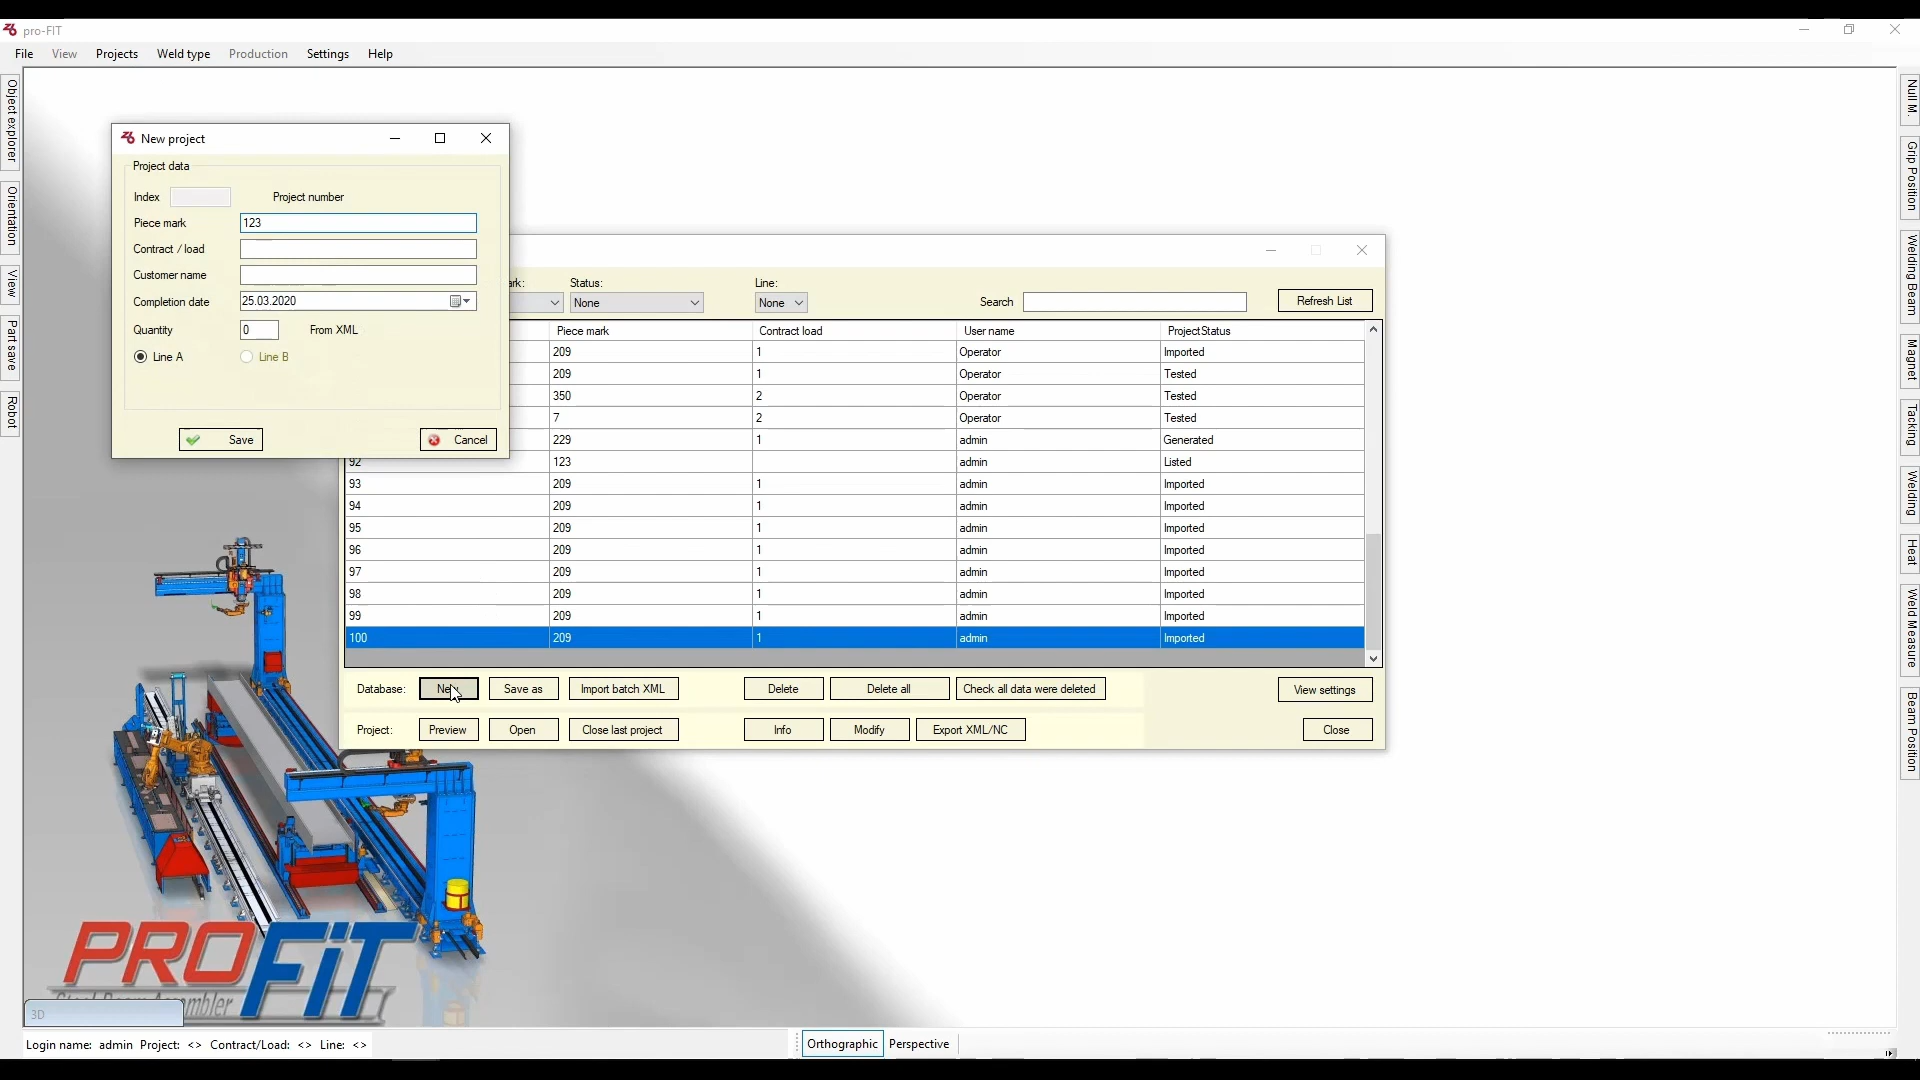 pro-FIT
File View Projects Weld type Production Settings Help
Object explorer
Orientation
View
Part save
Robot
New project
Project data
Index Project number
Piece mark 123
Contract / load
Customer name
Completion date 25.03.2020
Quantity 0 From XML
Line A Line B
Save Cancel
Status: Line:
None None Search Refresh List
Piece mark Contract load User name ProjectStatus
209 1 Operator Imported
209 1 Operator Tested
350 2 Operator Tested
7 2 Operator Tested
229 1 admin Generated
92 123 admin Listed
93 209 1 admin Imported
94 209 1 admin Imported
95 209 1 admin Imported
96 209 1 admin Imported
97 209 1 admin Imported
98 209 1 admin Imported
99 209 1 admin Imported
100 209 1 admin Imported
Database: New Save as Import batch XML Delete Delete all Check all data were deleted View settings
Project: Preview Open Close last project Info Modify Export XML/NC Close
Null M.
Grip Position
Welding Beam
Magnet
Tacking
Welding
Heat
Weld Measure
Beam Position
PROFiT
3D
Login name: admin Project: <> Contract/Load: <> Line: <>
Orthographic Perspective